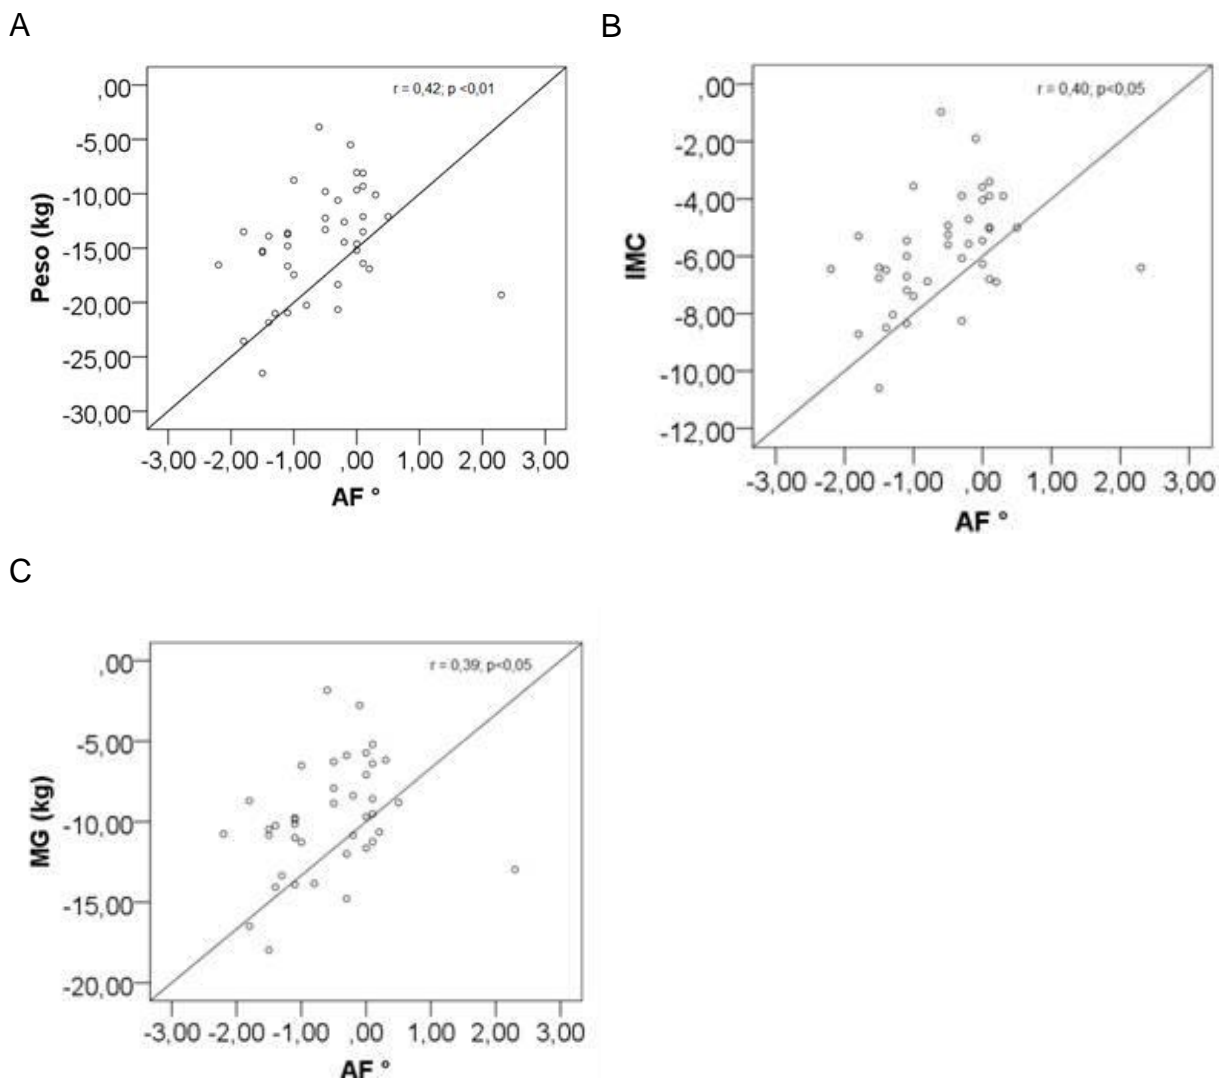 A
B
r = 0,42; p <0,01
,00
-5,00
-10,00
-15,00
-20,00
-25,00
-30,00
Peso (kg)
-3,00 -2,00 -1,00 ,00 1,00 2,00 3,00
AF °
r = 0,40; p<0,05
,00
-2,00
-4,00
-6,00
-8,00
-10,00
-12,00
IMC
-3,00 -2,00 -1,00 ,00 1,00 2,00 3,00
AF °
C
r = 0,39; p<0,05
,00
-5,00
-10,00
-15,00
-20,00
MG (kg)
-3,00 -2,00 -1,00 ,00 1,00 2,00 3,00
AF °